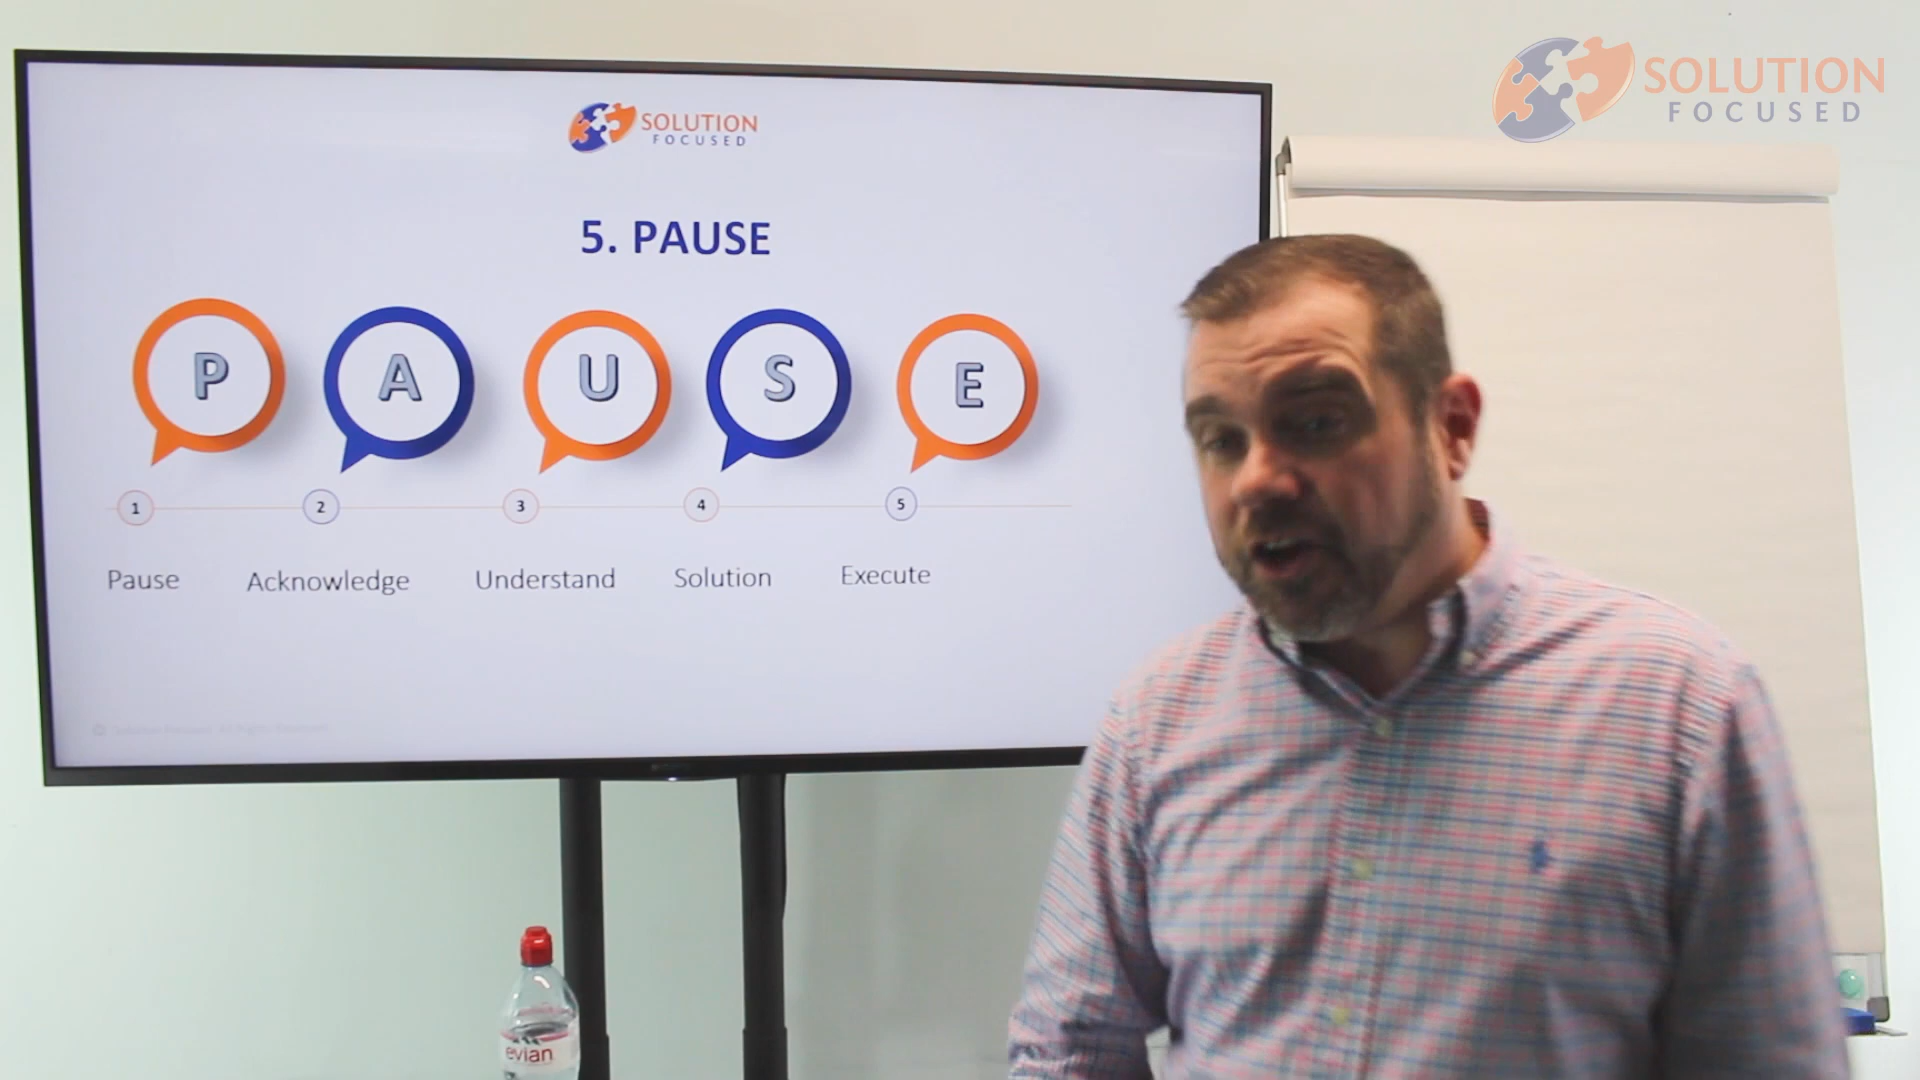 SOLUTION
FOCUSED
SOLUTION
FOCUSED
5. PAUSE
P A U S E
1 2 3 4 5
Pause Acknowledge Understand Solution Execute
evian